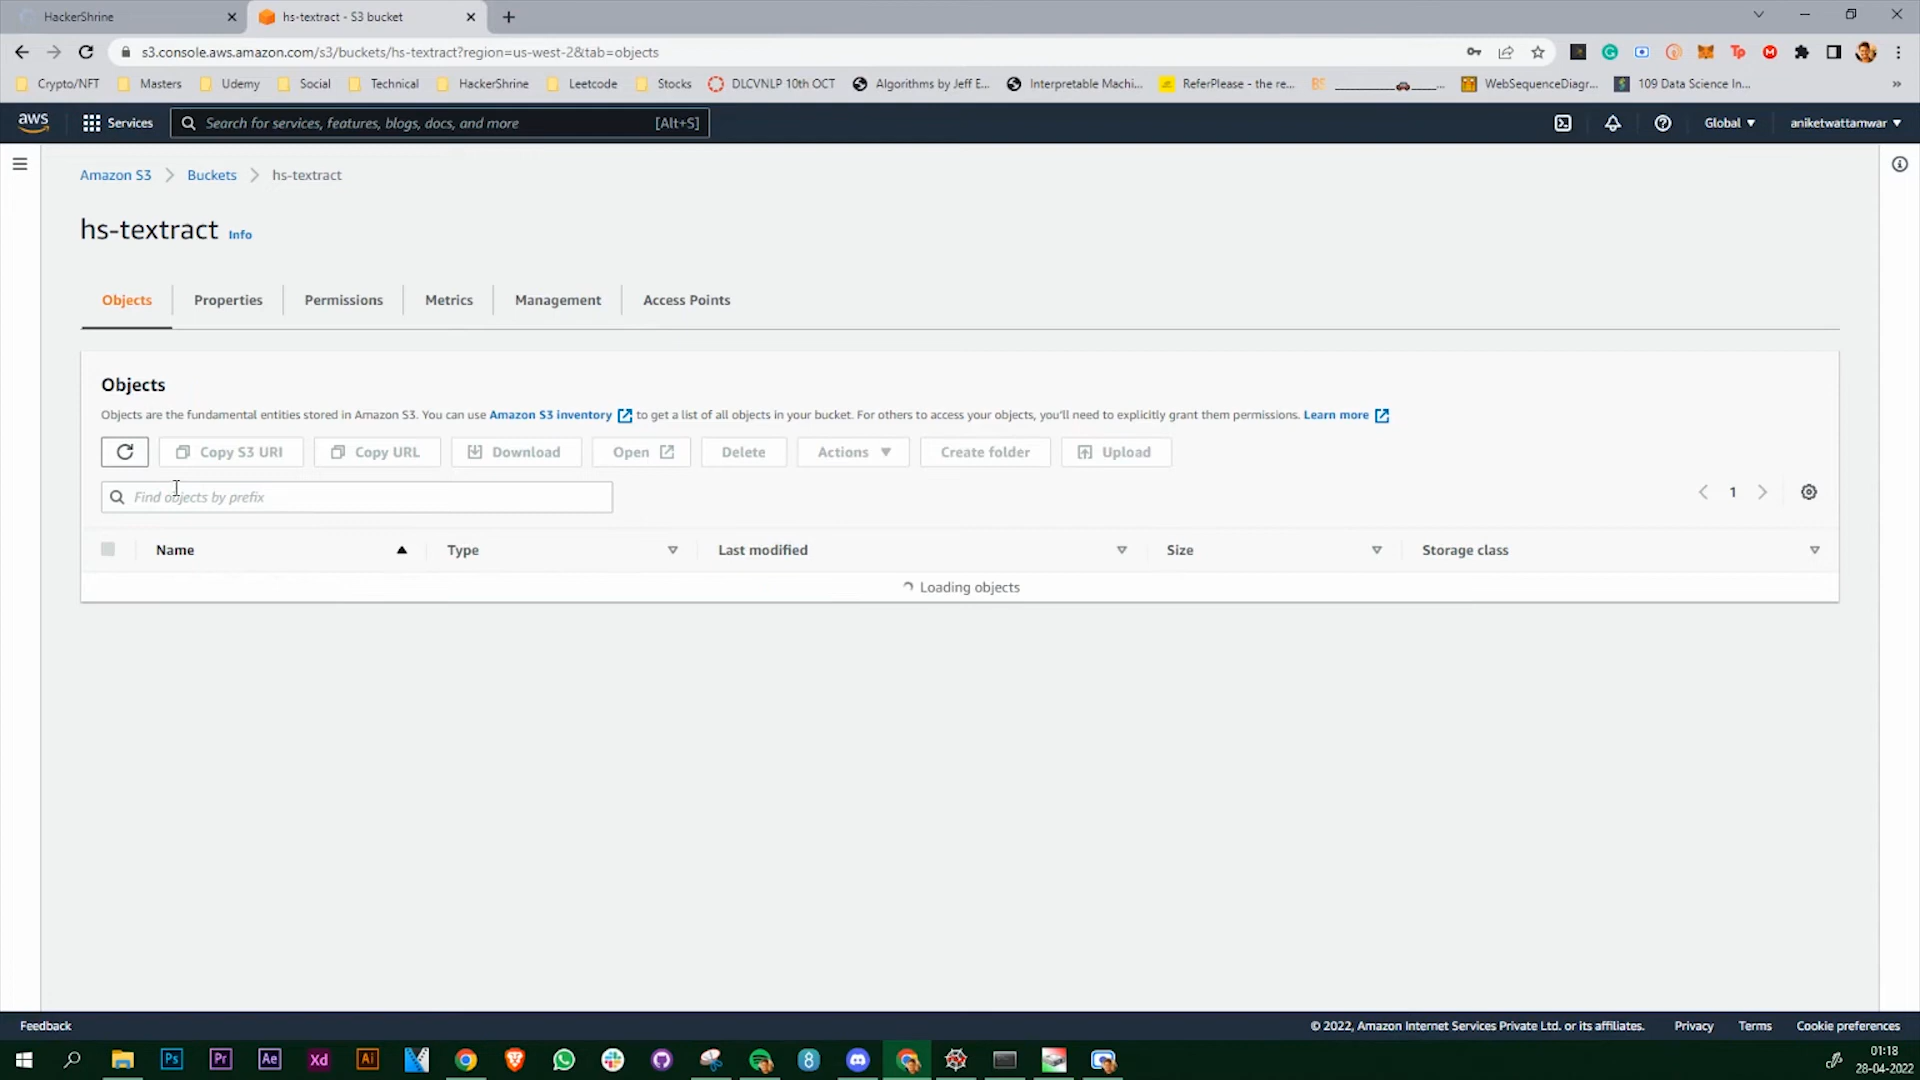 HackerShrine
hs-textract - S3 bucket
s3.console.aws.amazon.com/s3/buckets/hs-textract?region=us-west-2&tab=objects
Crypto/NFT Masters Udemy Social Technical HackerShrine Leetcode Stocks DLCVNLP 10th OCT Algorithms by Jeff E... Interpretable Machi... ReferPlease - the re... BS WebSequenceDiagr... 109 Data Science In...
aws Services Search for services, features, blogs, docs, and more [Alt+S] Global aniketwattamwar
Amazon S3 Buckets hs-textract
hs-textract Info
Objects Properties Permissions Metrics Management Access Points
Objects
Objects are the fundamental entities stored in Amazon S3. You can use Amazon S3 inventory to get a list of all objects in your bucket. For others to access your objects, you'll need to explicitly grant them permissions. Learn more
Copy S3 URI Copy URL Download Open Delete Actions Create folder Upload
Find objects by prefix
1
Name Type Last modified Size Storage class
Loading objects
Feedback © 2022, Amazon Internet Services Private Ltd. or its affiliates. Privacy Terms Cookie preferences
Ps Pr Ae Xd Ai
01:18
28-04-2022